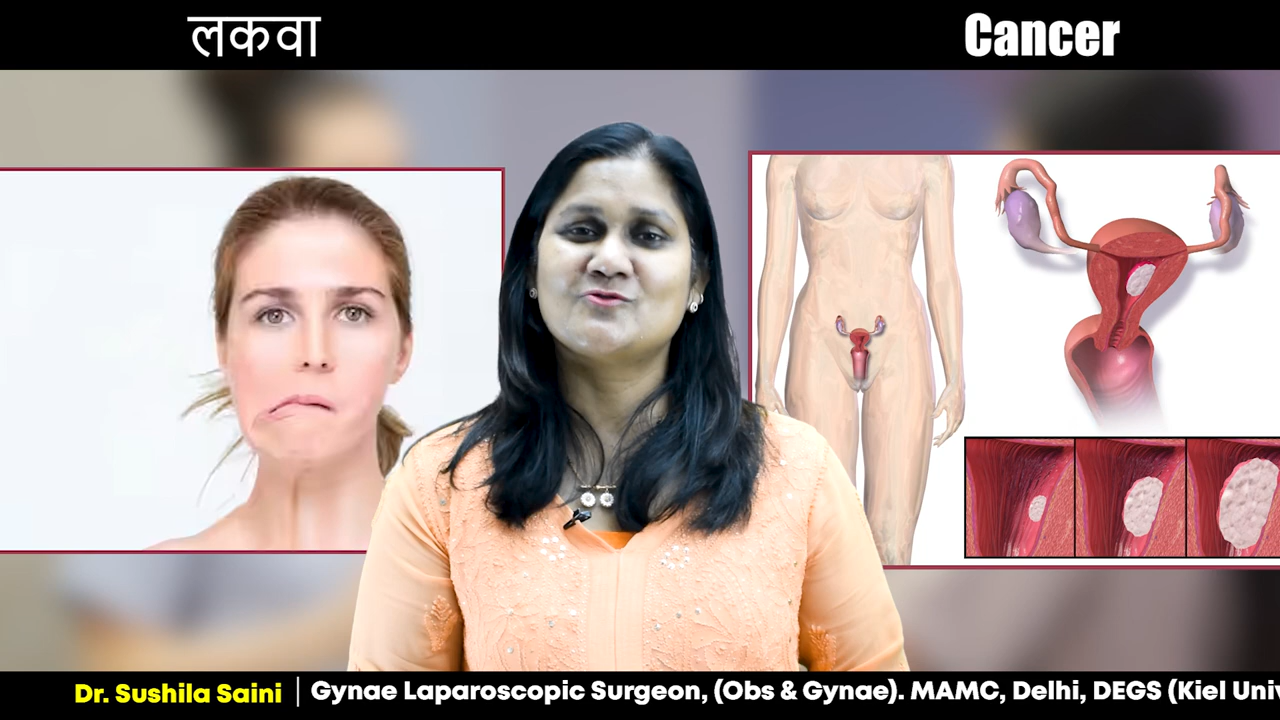 लकवा
Cancer
Dr. Sushila Saini | Gynae Laparoscopic Surgeon, (Obs & Gynae). MAMC, Delhi, DEGS (Kiel